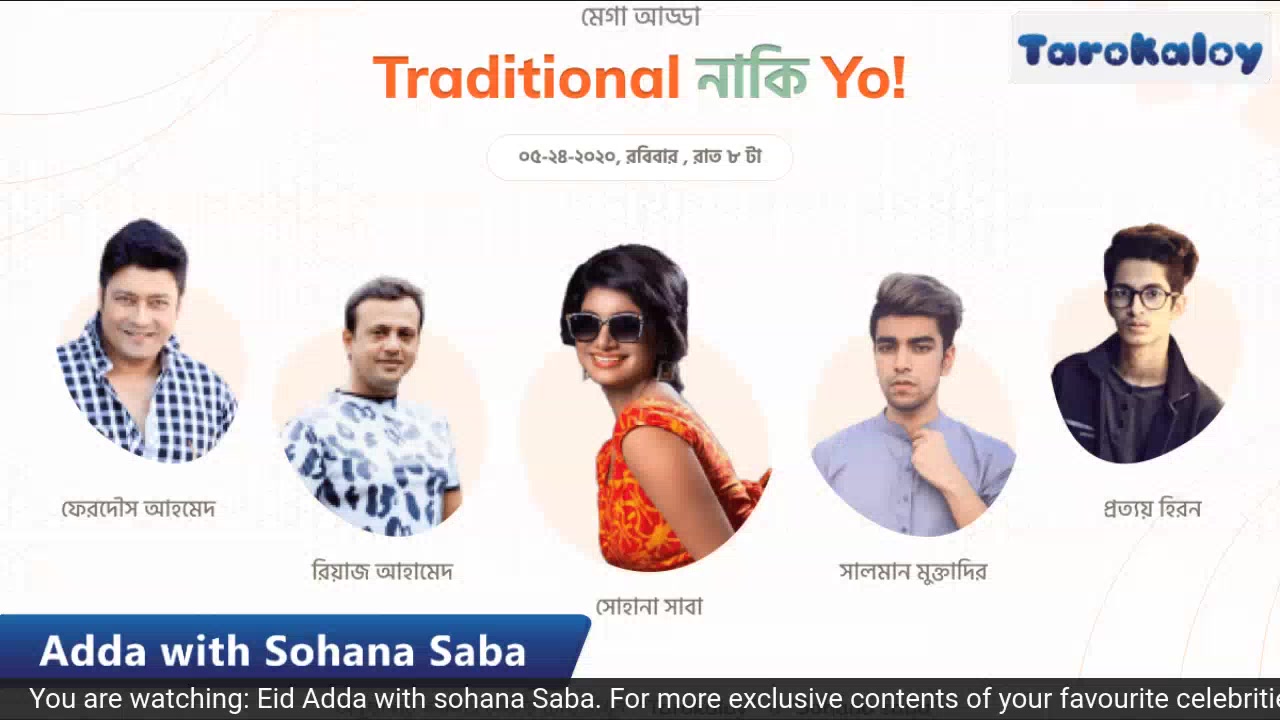 মেগা আড্ডা
Traditional নাকি Yo!
Tarokaloy
০৫-২৪-২০২০, রবিবার , রাত ৮ টা
ফেরদৌস আহমেদ
প্রত্যয় হিরন
রিয়াজ আহামেদ
সালমান মুক্তাদির
সোহানা সাবা
Adda with Sohana Saba
You are watching: Eid Adda with sohana Saba. For more exclusive contents of your favourite celebriti